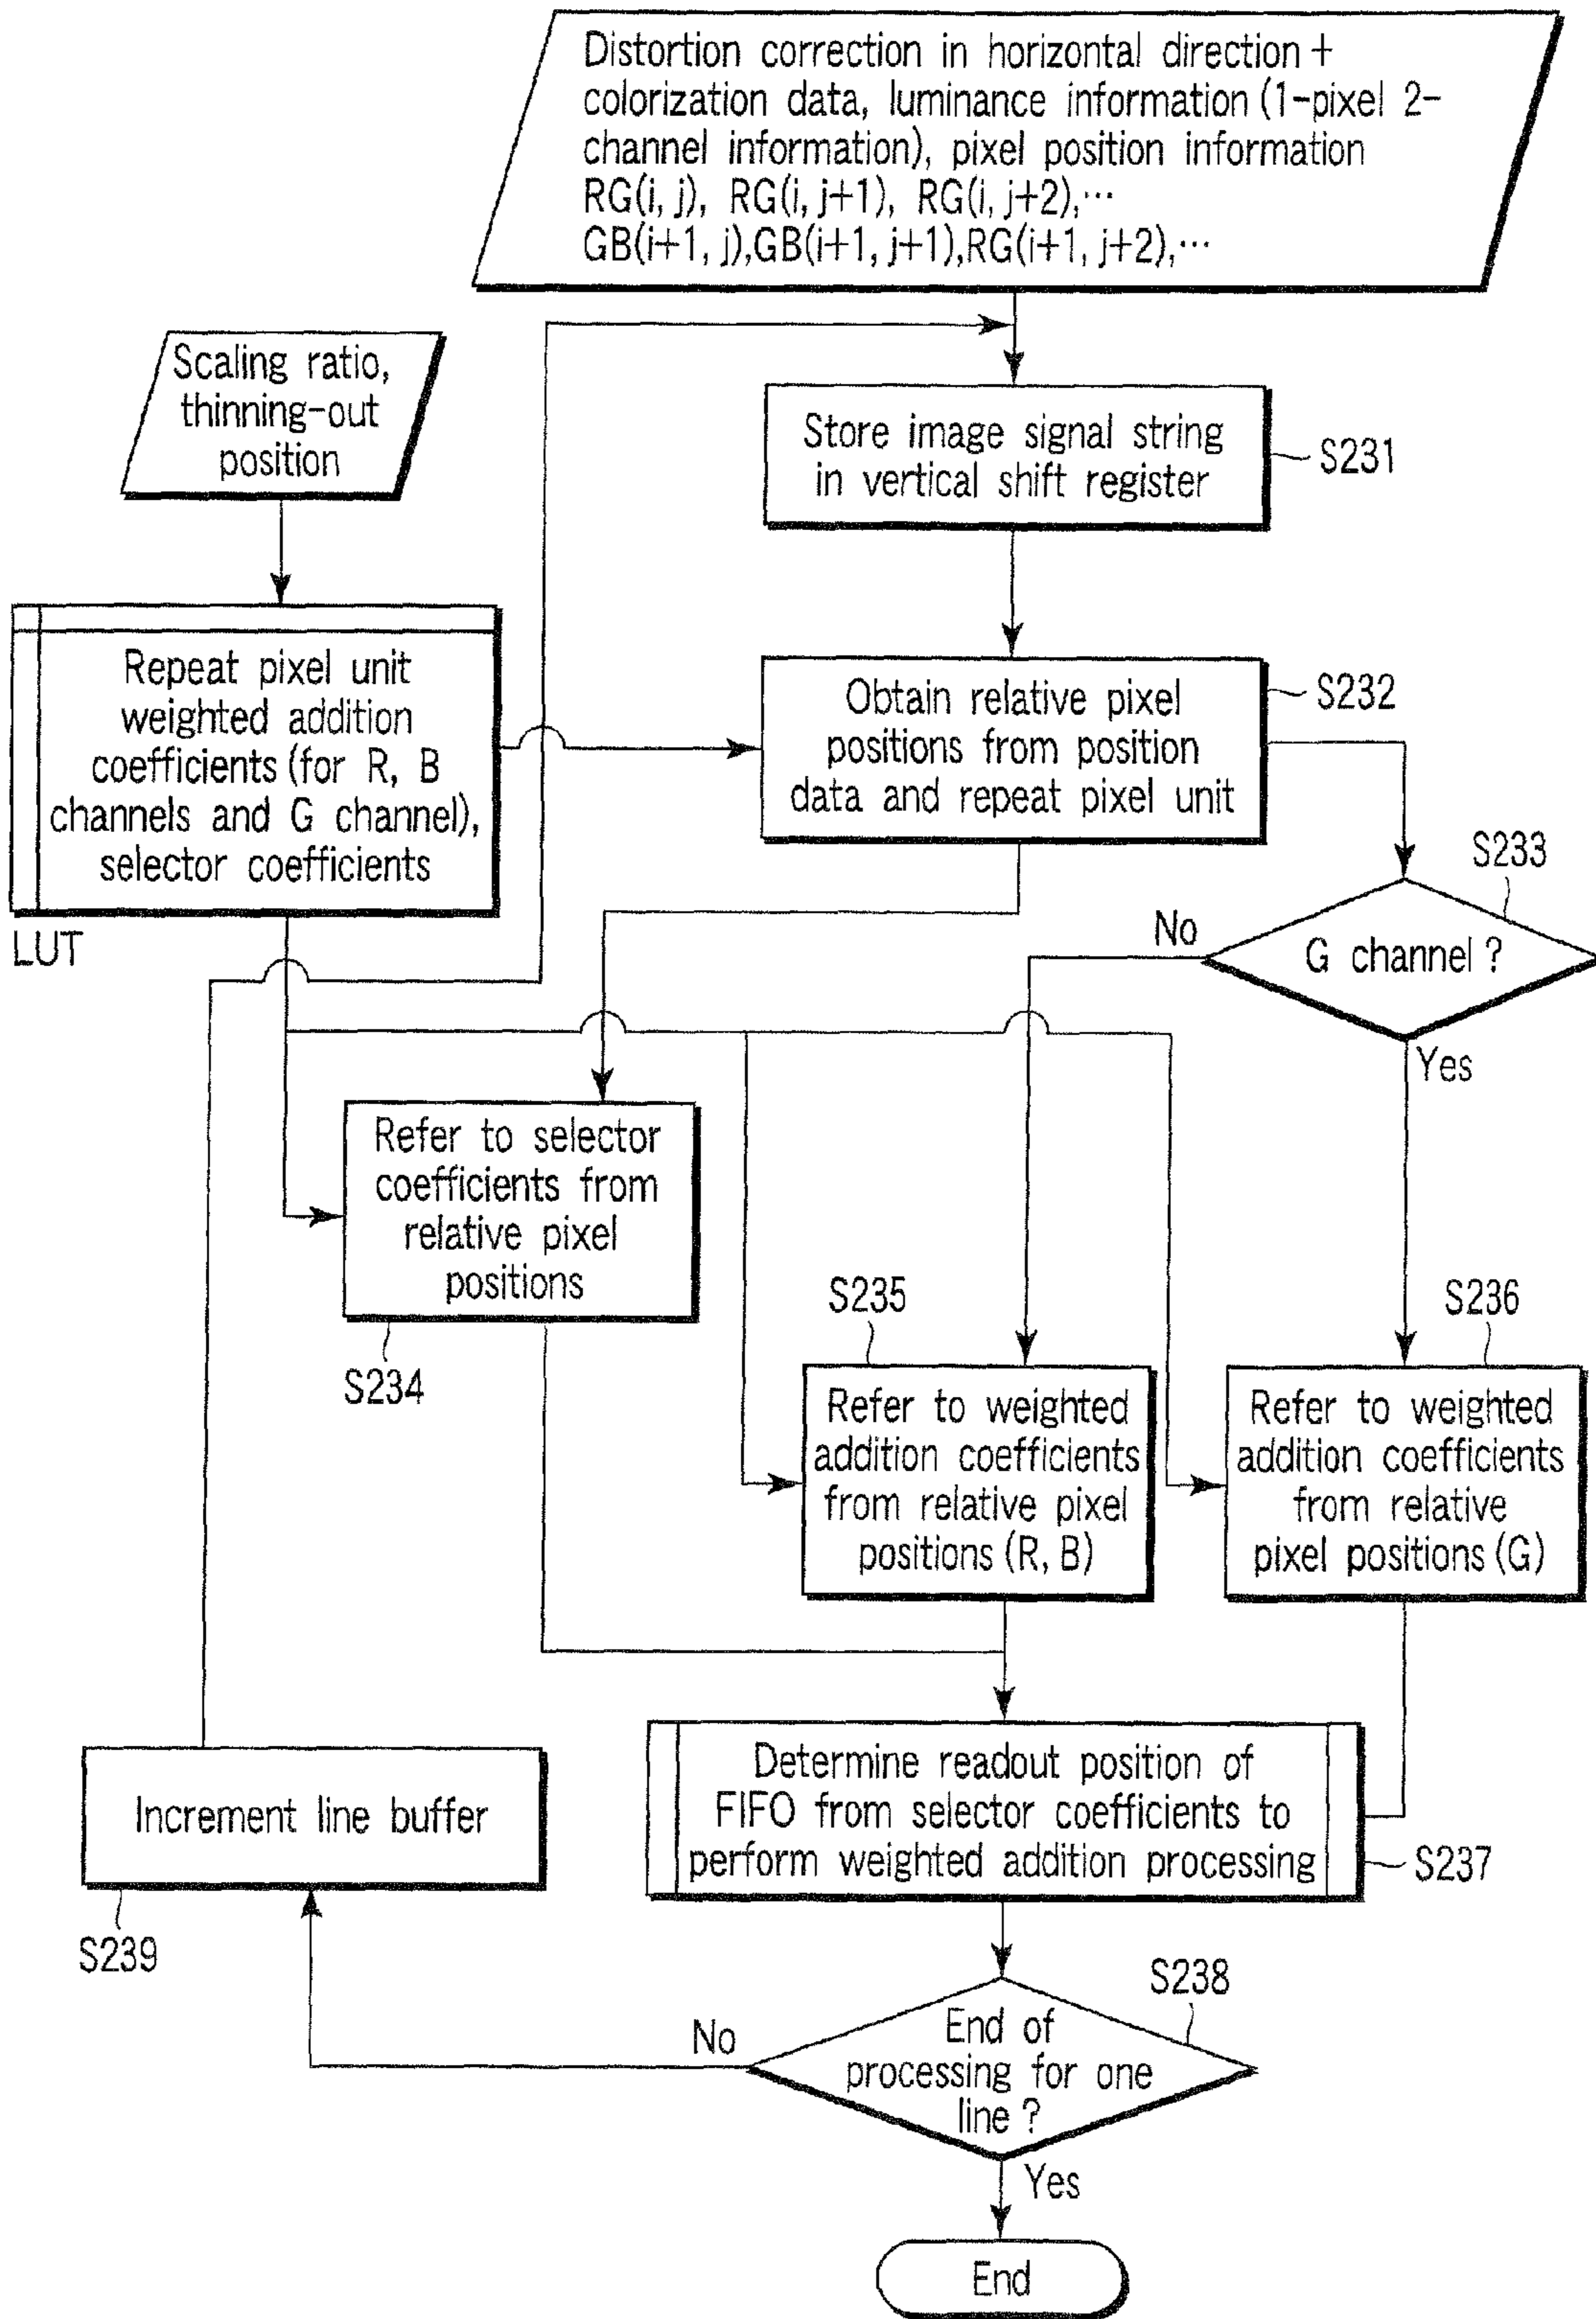 Distortion correction in horizontal direction +
colorization data, luminance information (1-pixel 2-
channel information), pixel position information
RG(i, j), RG(i, j+1), RG(i, j+2),···
GB(i+1, j),GB(i+1, j+1),RG(i+1, j+2),···
Scaling ratio,
thinning-out
position
Store image signal string
in vertical shift register
S231
Repeat pixel unit
weighted addition
coefficients (for R, B
channels and G channel),
selector coefficients
LUT
Obtain relative pixel
positions from position
data and repeat pixel unit
S232
S233
G channel ?
No
Yes
Refer to selector
coefficients from
relative pixel
positions
S234
S235
Refer to weighted
addition coefficients
from relative pixel
positions (R, B)
S236
Refer to weighted
addition coefficients
from relative
pixel positions (G)
Determine readout position of
FIFO from selector coefficients to
perform weighted addition processing
S237
Increment line buffer
S239
S238
End of
processing for one
line ?
No
Yes
End